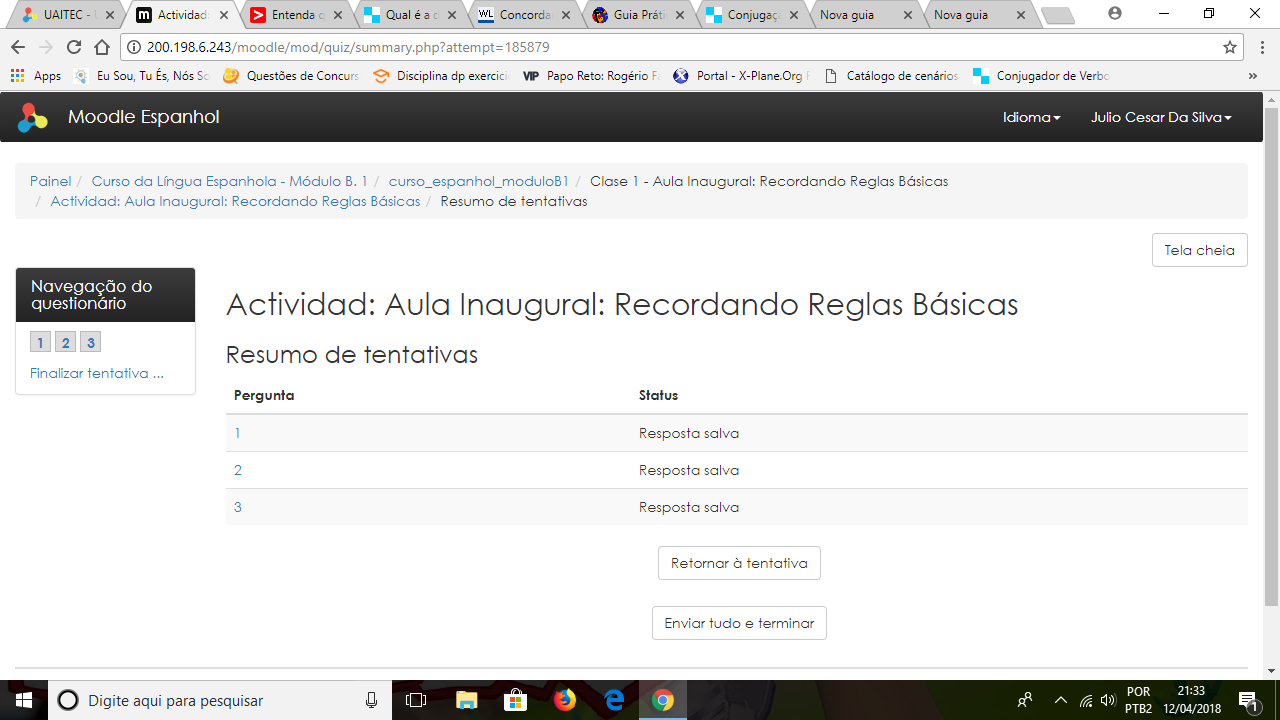 UAITEC -
Actividad:
Entenda q
Qual é a d
WL Concordar
Guia Práti
Conjugaç
Nova guia
Nova guia
200.198.6.243/moodle/mod/quiz/summary.php?attempt=185879
Apps
Eu Sou, Tu És, Nós So
Questões de Concurs
Disciplina dp exercici
VIP Papo Reto: Rogério F
Portal - X-Plane.Org F
Catálogo de cenários
Conjugador de Verbo
»
Moodle Espanhol
Idioma
Julio Cesar Da Silva
Painel / Curso da Língua Espanhola - Módulo B. 1 / curso_espanhol_moduloB1 / Clase 1 - Aula Inaugural: Recordando Reglas Básicas
/ Actividad: Aula Inaugural: Recordando Reglas Básicas / Resumo de tentativas
Tela cheia
Navegação do
questionário
1 2 3
Finalizar tentativa ...
Actividad: Aula Inaugural: Recordando Reglas Básicas
Resumo de tentativas
Pergunta Status
1 Resposta salva
2 Resposta salva
3 Resposta salva
Retornar à tentativa
Enviar tudo e terminar
Digite aqui para pesquisar
POR
PTB2
21:33
12/04/2018
1